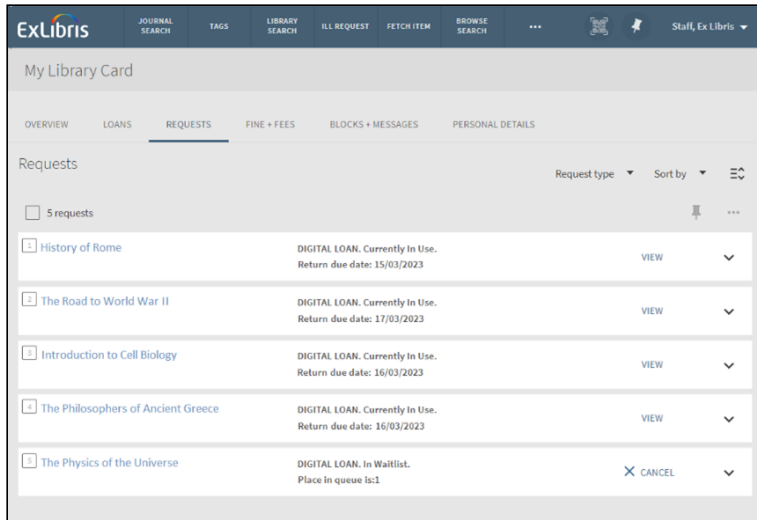 ExLibris
JOURNAL SEARCH
TAGS
LIBRARY SEARCH
ILL REQUEST
FETCH ITEM
BROWSE SEARCH
...
Staff, Ex Libris
My Library Card
OVERVIEW LOANS REQUESTS FINE + FEES BLOCKS + MESSAGES PERSONAL DETAILS
Requests
Request type Sort by
5 requests
1 History of Rome
DIGITAL LOAN. Currently In Use.
Return due date: 15/03/2023
VIEW
2 The Road to World War II
DIGITAL LOAN. Currently In Use.
Return due date: 17/03/2023
VIEW
3 Introduction to Cell Biology
DIGITAL LOAN. Currently In Use.
Return due date: 16/03/2023
VIEW
4 The Philosophers of Ancient Greece
DIGITAL LOAN. Currently In Use.
Return due date: 16/03/2023
VIEW
5 The Physics of the Universe
DIGITAL LOAN. In Waitlist.
Place in queue is:1
CANCEL